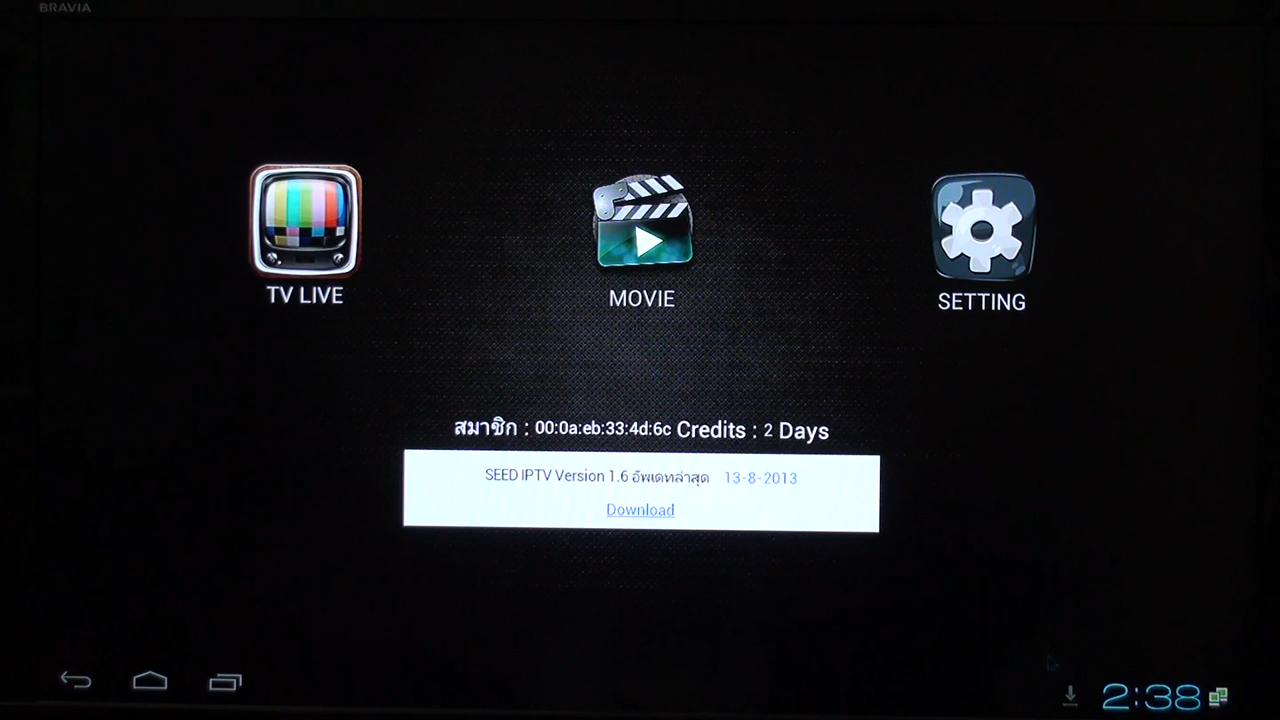 BRAVIA
TV LIVE
MOVIE
SETTING
สมาชิก : 00:0a:eb:33:4d:6c Credits : 2 Days
SEED IPTV Version 1.6 อัพเดทล่าสุด 13-8-2013
Download
2:38